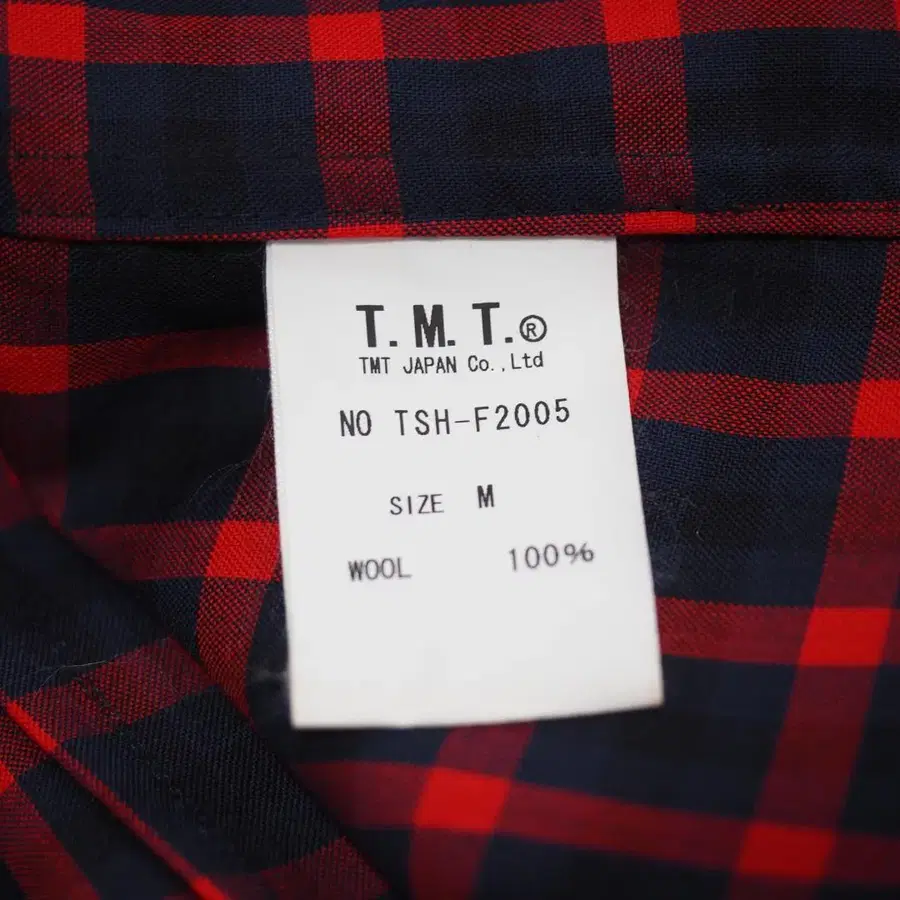 T.M.T.®
TMT JAPAN Co.,Ltd
NO TSH-F2005
SIZE M
WOOL 100%